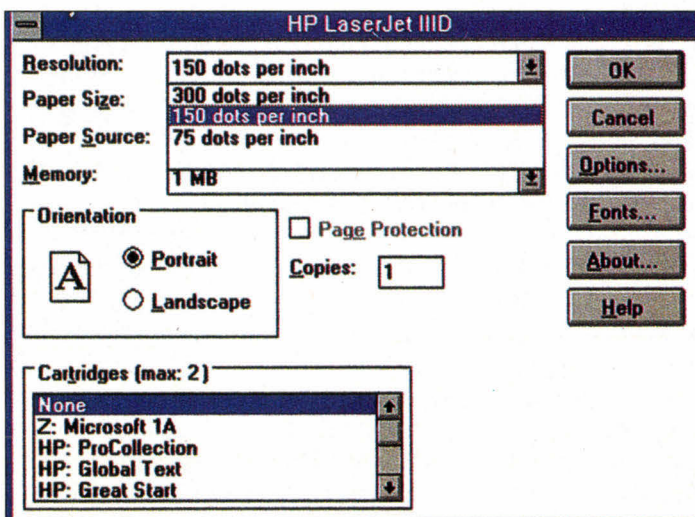 HP LaserJet IIID
Resolution: 150 dots per inch
300 dots per inch
150 dots per inch
75 dots per inch
Paper Size:
Paper Source:
Memory: 1 MB
OK
Cancel
Options...
Fonts...
About...
Help
Orientation
A
Portrait
Landscape
Page Protection
Copies: 1
Cartridges (max: 2)
None
Z: Microsoft 1A
HP: ProCollection
HP: Global Text
HP: Great Start